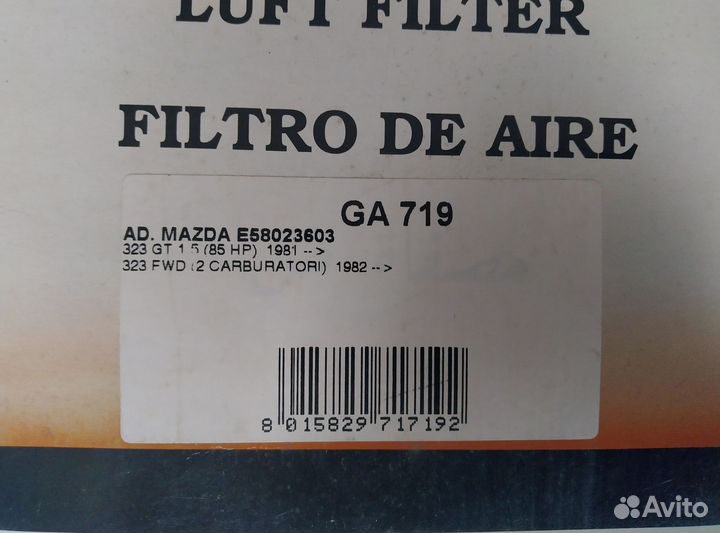 LUFT FILTER
FILTRO DE AIRE
GA 719
AD. MAZDA E58023603
323 GT 1.5 (85 HP) 1981 -->
323 FWD (2 CARBURATORI) 1982 -->
8 015829 717192
Avito